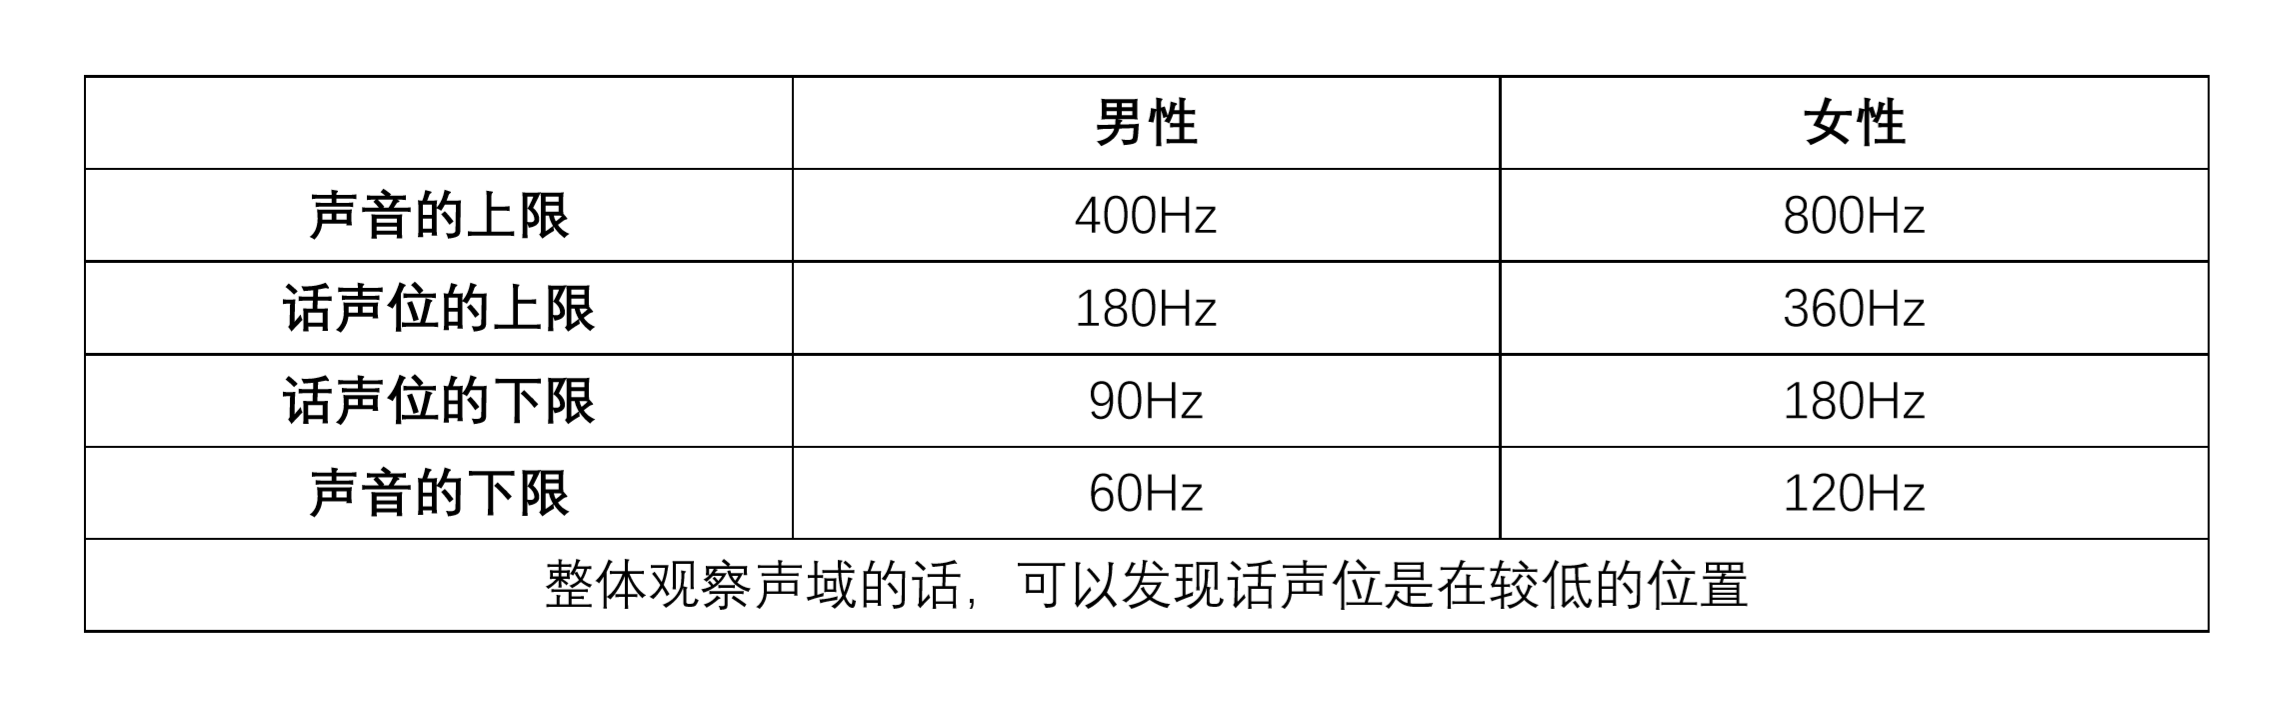 男性 女性
声音的上限 400Hz 800Hz
话声位的上限 180Hz 360Hz
话声位的下限 90Hz 180Hz
声音的下限 60Hz 120Hz
整体观察声域的话，可以发现话声位是在较低的位置